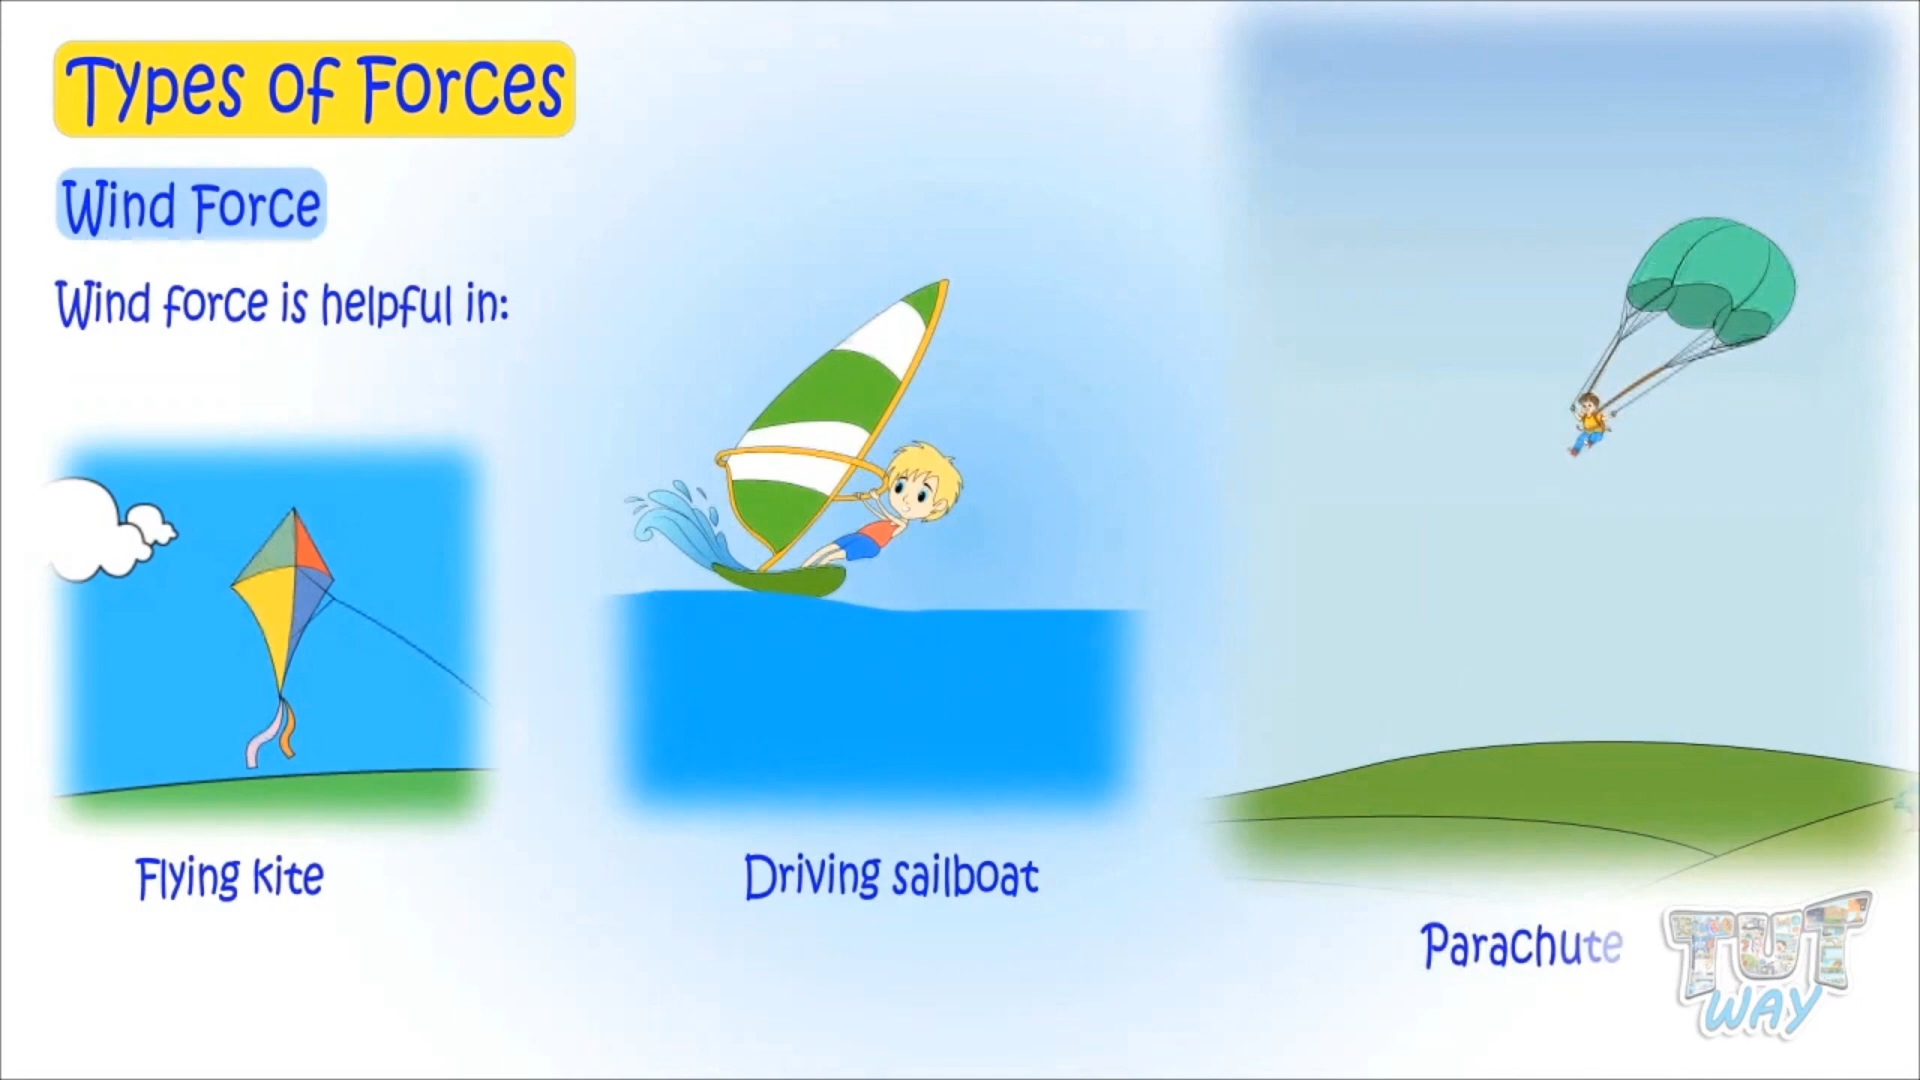 Types of Forces
Wind Force
Wind force is helpful in:
Flying kite
Driving sailboat
Parachute
TUT
WAY